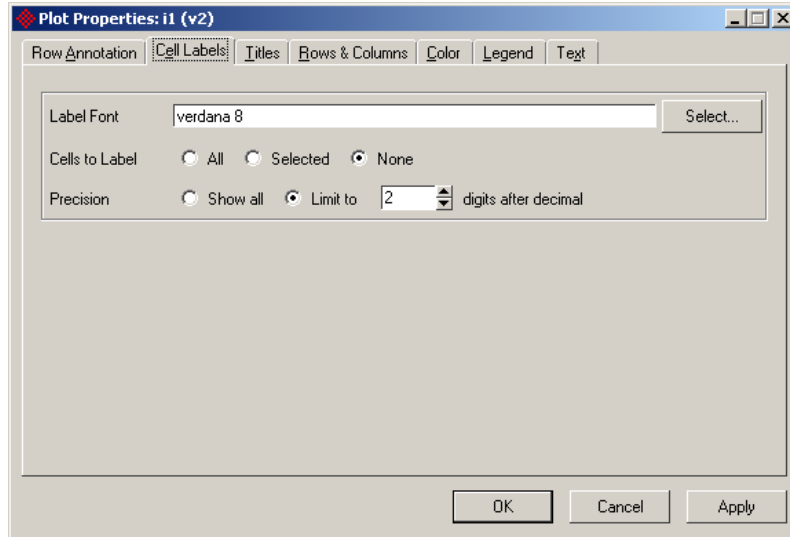 Plot Properties: i1 (v2)
Row Annotation Cell Labels Titles Rows & Columns Color Legend Text
Label Font verdana 8 Select...
Cells to Label All Selected None
Precision Show all Limit to 2 digits after decimal
OK Cancel Apply